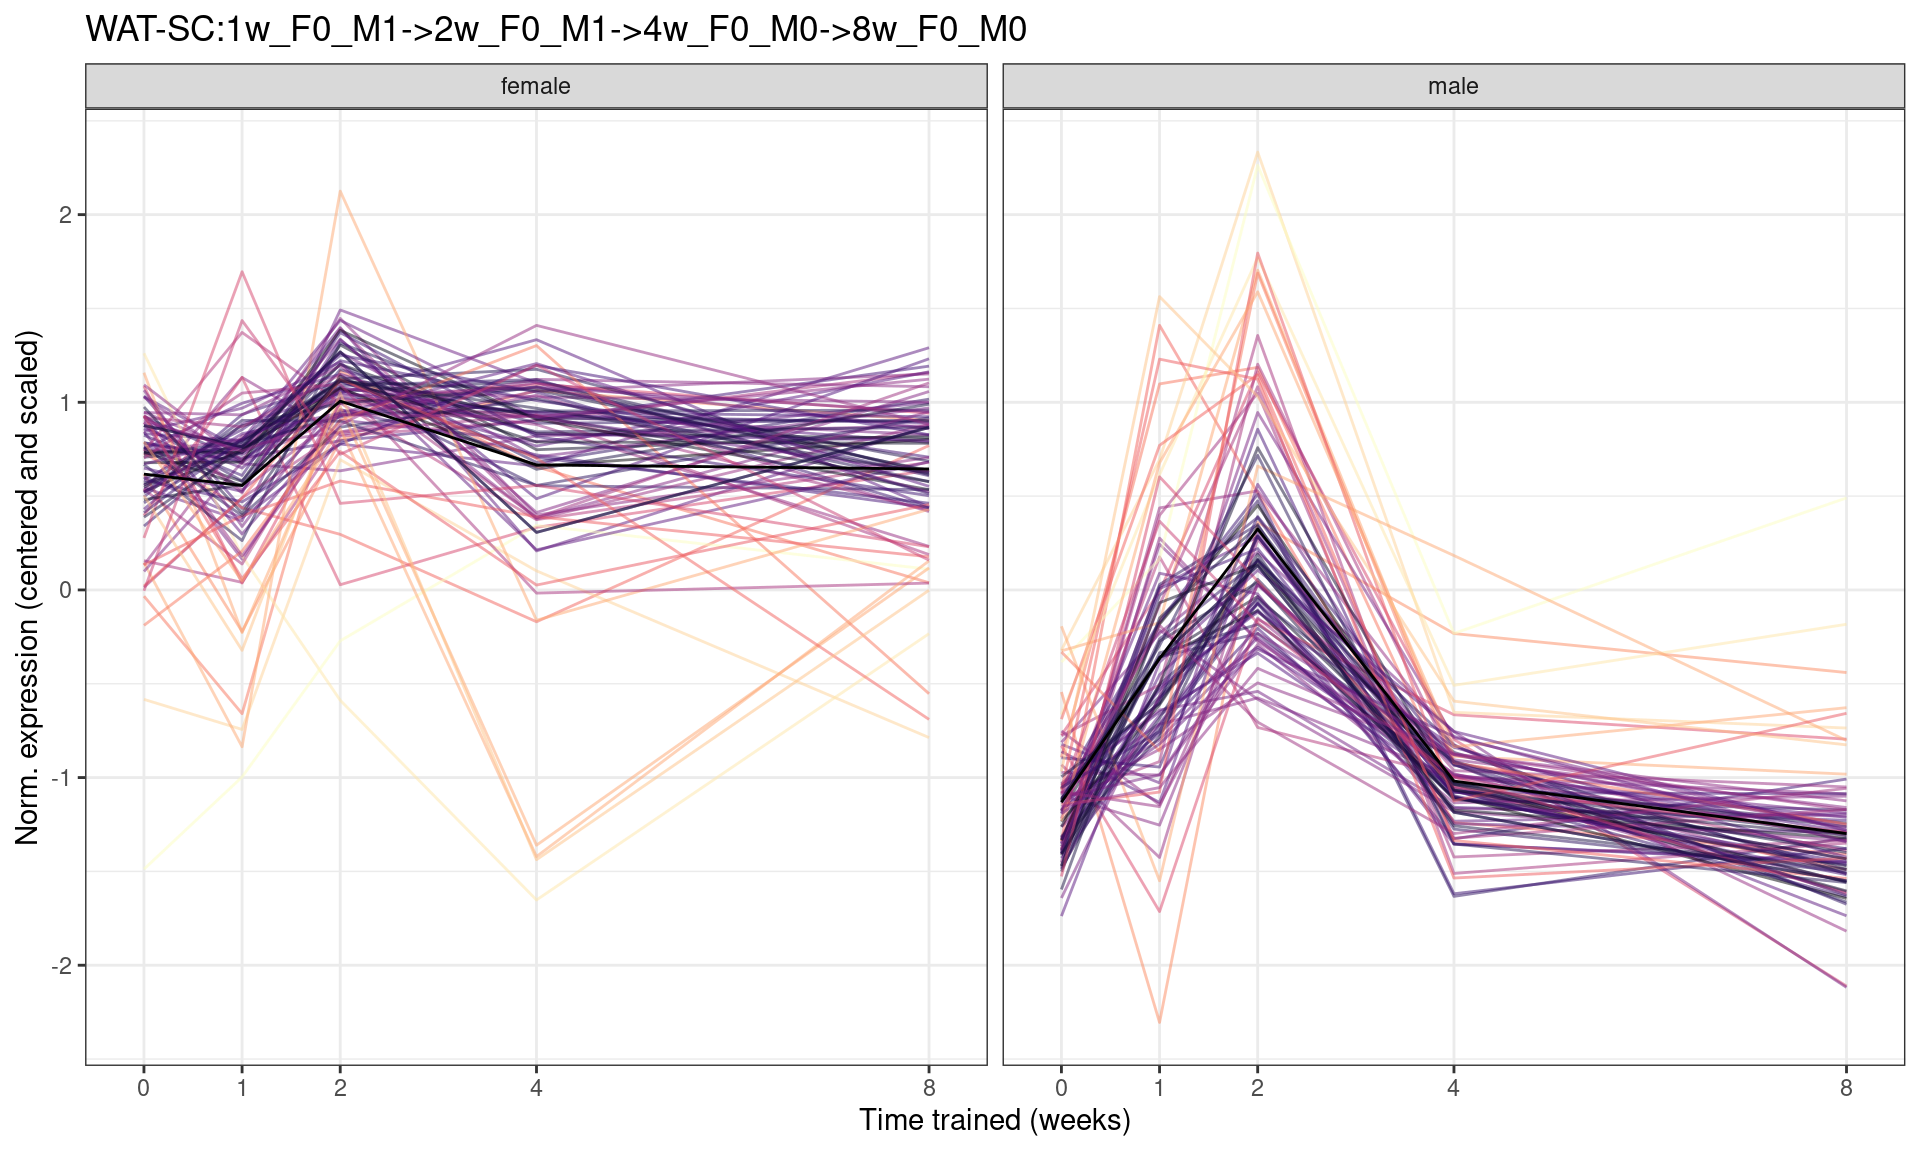 WAT-SC:1w_F0_M1->2w_F0_M1->4w_F0_M0->8w_F0_M0
female
male
Norm. expression (centered and scaled)
2
1
0
-1
-2
0 1 2 4 8
0 1 2 4 8
Time trained (weeks)